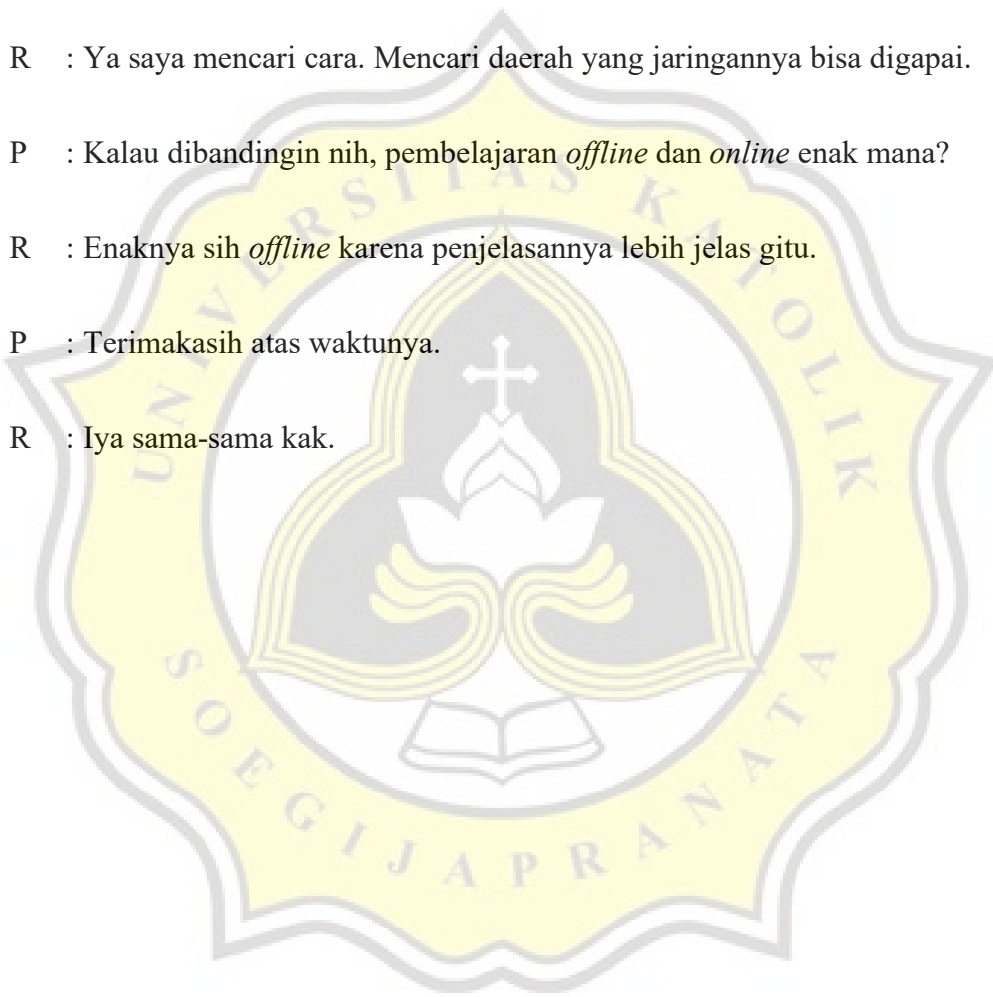 R : Ya saya mencari cara. Mencari daerah yang jaringannya bisa digapai.
P : Kalau dibandingin nih, pembelajaran offline dan online enak mana?
R : Enaknya sih offline karena penjelasannya lebih jelas gitu.
P : Terimakasih atas waktunya.
R : Iya sama-sama kak.
UNIVERSITAS KATOLIK
SOEGIJAPRANATA